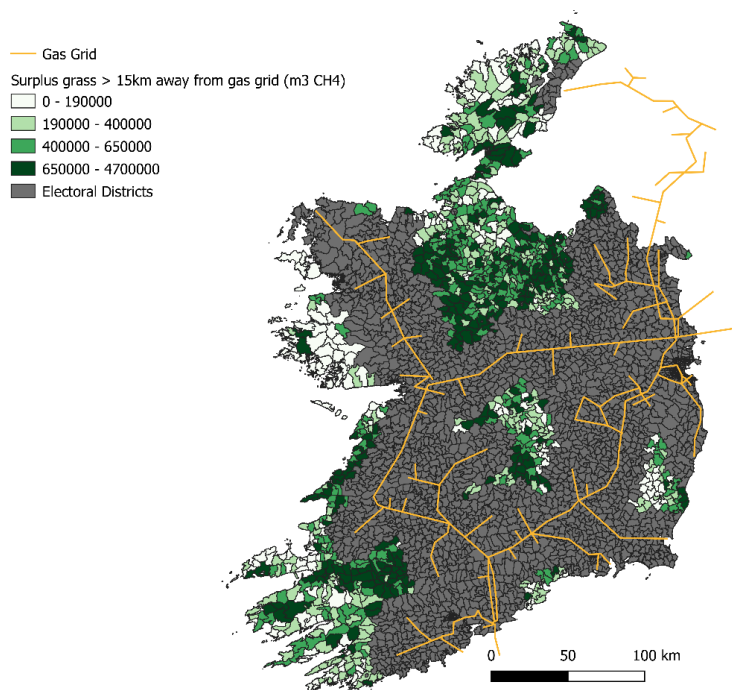 Gas Grid
Surplus grass > 15km away from gas grid (m3 CH4)
0 - 190000
190000 - 400000
400000 - 650000
650000 - 4700000
Electoral Districts
0 50 100 km